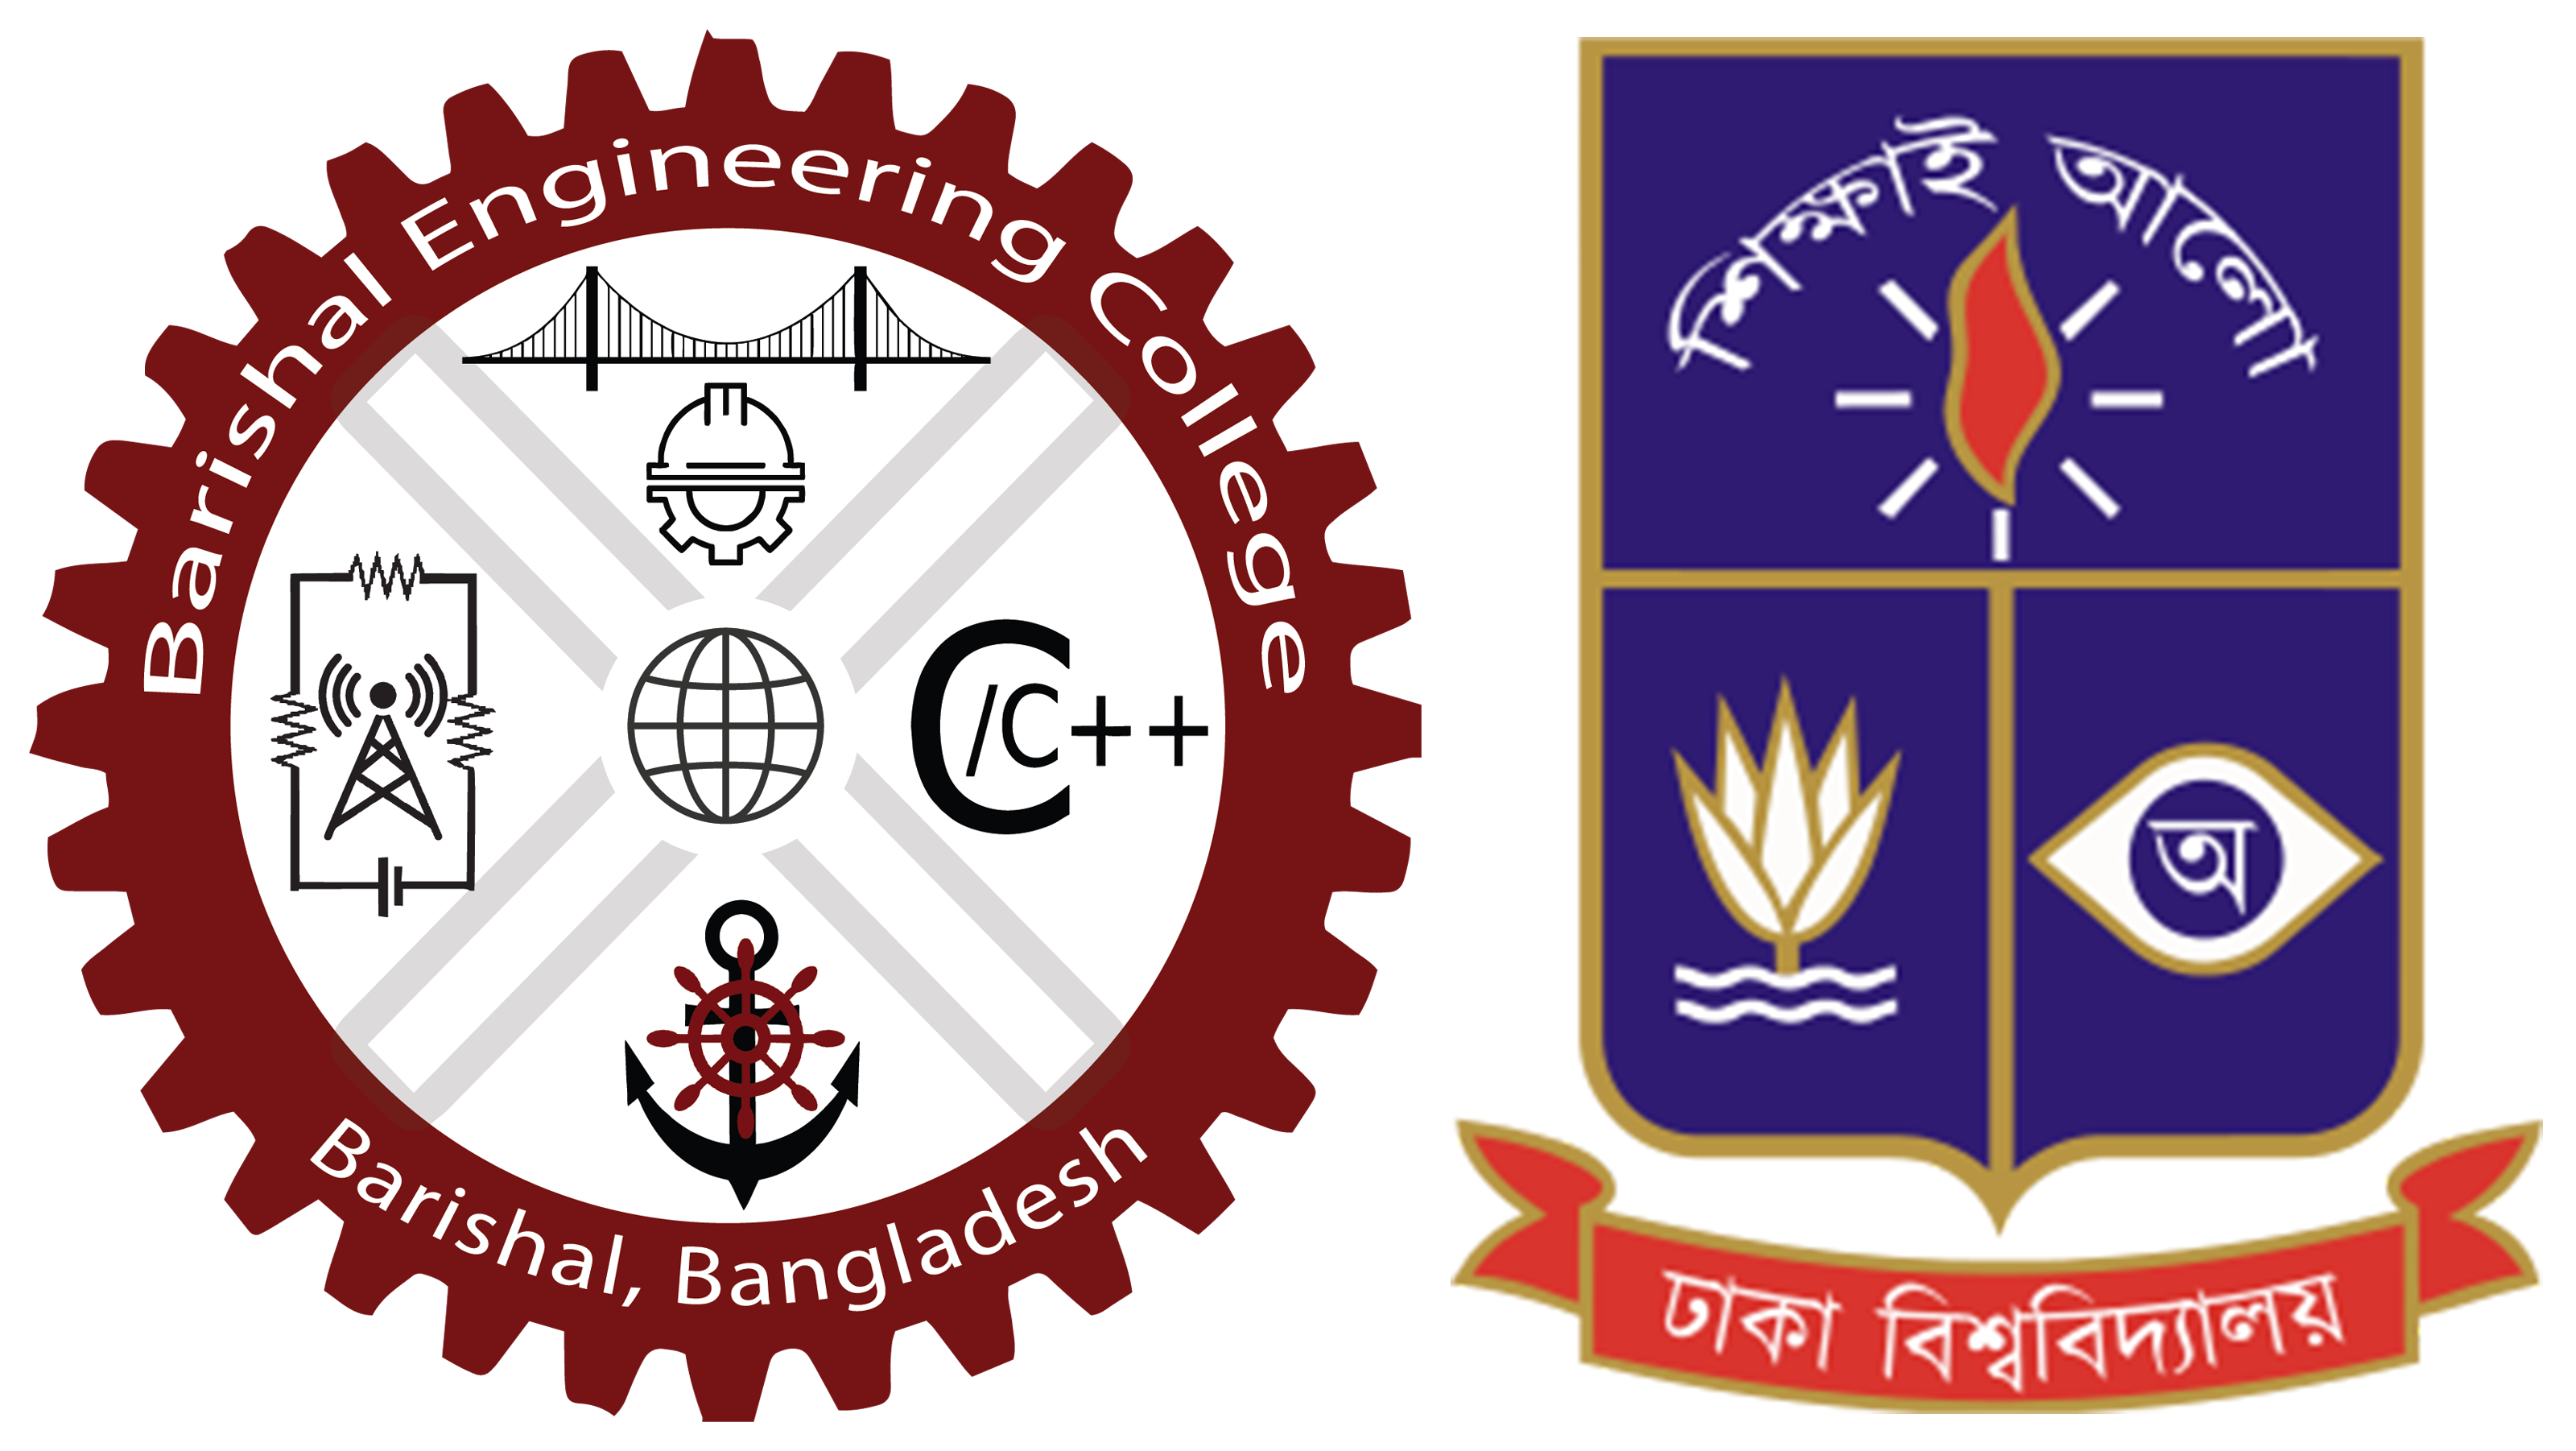 Barishal Engineering College
C/C++
Barishal, Bangladesh
শিক্ষাই আলো
অ
ঢাকা বিশ্ববিদ্যালয়